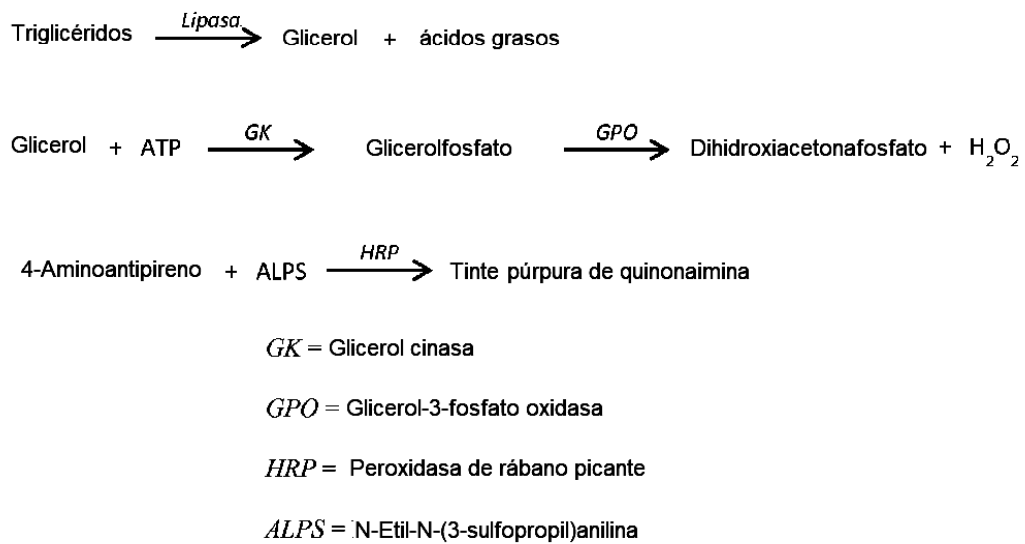 Lipasa
Triglicéridos Glicerol + ácidos grasos
GK GPO
Glicerol + ATP Glicerolfosfato Dihidroxiacetonafosfato + H₂O₂
HRP
4-Aminoantipireno + ALPS Tinte púrpura de quinonaimina
GK = Glicerol cinasa
GPO = Glicerol-3-fosfato oxidasa
HRP = Peroxidasa de rábano picante
ALPS = N-Etil-N-(3-sulfopropil)anilina